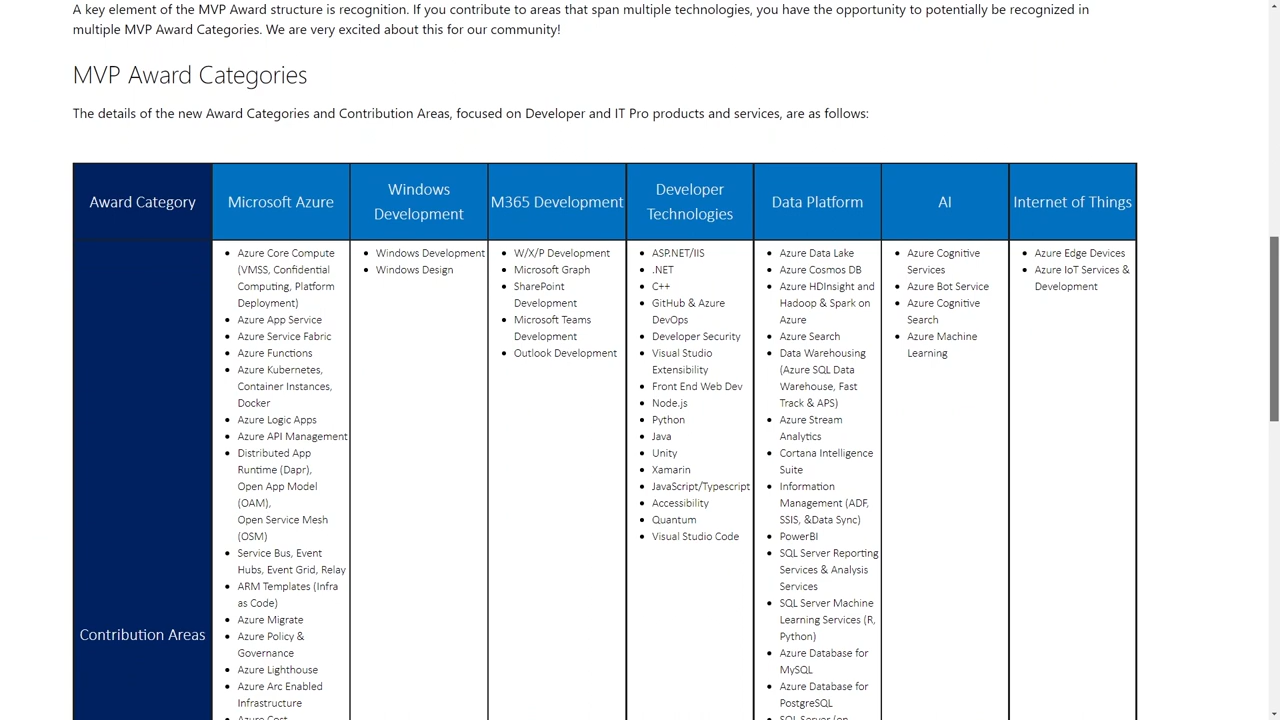 A key element of the MVP Award structure is recognition. If you contribute to areas that span multiple technologies, you have the opportunity to potentially be recognized in
multiple MVP Award Categories. We are very excited about this for our community!
MVP Award Categories
The details of the new Award Categories and Contribution Areas, focused on Developer and IT Pro products and services, are as follows:
Award Category
Microsoft Azure
Windows
Development
M365 Development
Developer
Technologies
Data Platform
AI
Internet of Things
Contribution Areas
Azure Core Compute
(VMSS, Confidential
Computing, Platform
Deployment)
Azure App Service
Azure Service Fabric
Azure Functions
Azure Kubernetes,
Container Instances,
Docker
Azure Logic Apps
Azure API Management
Distributed App
Runtime (Dapr),
Open App Model
(OAM),
Open Service Mesh
(OSM)
Service Bus, Event
Hubs, Event Grid, Relay
ARM Templates (Infra
as Code)
Azure Migrate
Azure Policy &
Governance
Azure Lighthouse
Azure Arc Enabled
Infrastructure
Azure Cost
Windows Development
Windows Design
W/X/P Development
Microsoft Graph
SharePoint
Development
Microsoft Teams
Development
Outlook Development
ASP.NET/IIS
.NET
C++
GitHub & Azure
DevOps
Developer Security
Visual Studio
Extensibility
Front End Web Dev
Node.js
Python
Java
Unity
Xamarin
JavaScript/Typescript
Accessibility
Quantum
Visual Studio Code
Azure Data Lake
Azure Cosmos DB
Azure HDInsight and
Hadoop & Spark on
Azure
Azure Search
Data Warehousing
(Azure SQL Data
Warehouse, Fast
Track & APS)
Azure Stream
Analytics
Cortana Intelligence
Suite
Information
Management (ADF,
SSIS, &Data Sync)
PowerBI
SQL Server Reporting
Services & Analysis
Services
SQL Server Machine
Learning Services (R,
Python)
Azure Database for
MySQL
Azure Database for
PostgreSQL
SQL Server (on
Azure Cognitive
Services
Azure Bot Service
Azure Cognitive
Search
Azure Machine
Learning
Azure Edge Devices
Azure IoT Services &
Development